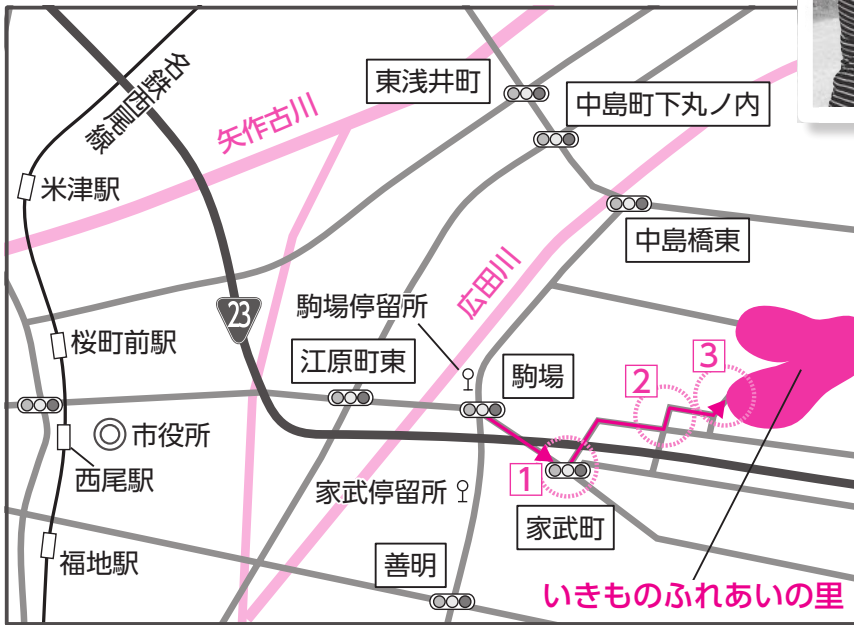 名鉄西尾線
矢作古川
東浅井町
中島町下丸ノ内
米津駅
中島橋東
広田川
23
駒場停留所
桜町前駅
江原町東
駒場
3
2
市役所
西尾駅
1
家武停留所
家武町
福地駅
善明
いきものふれあいの里